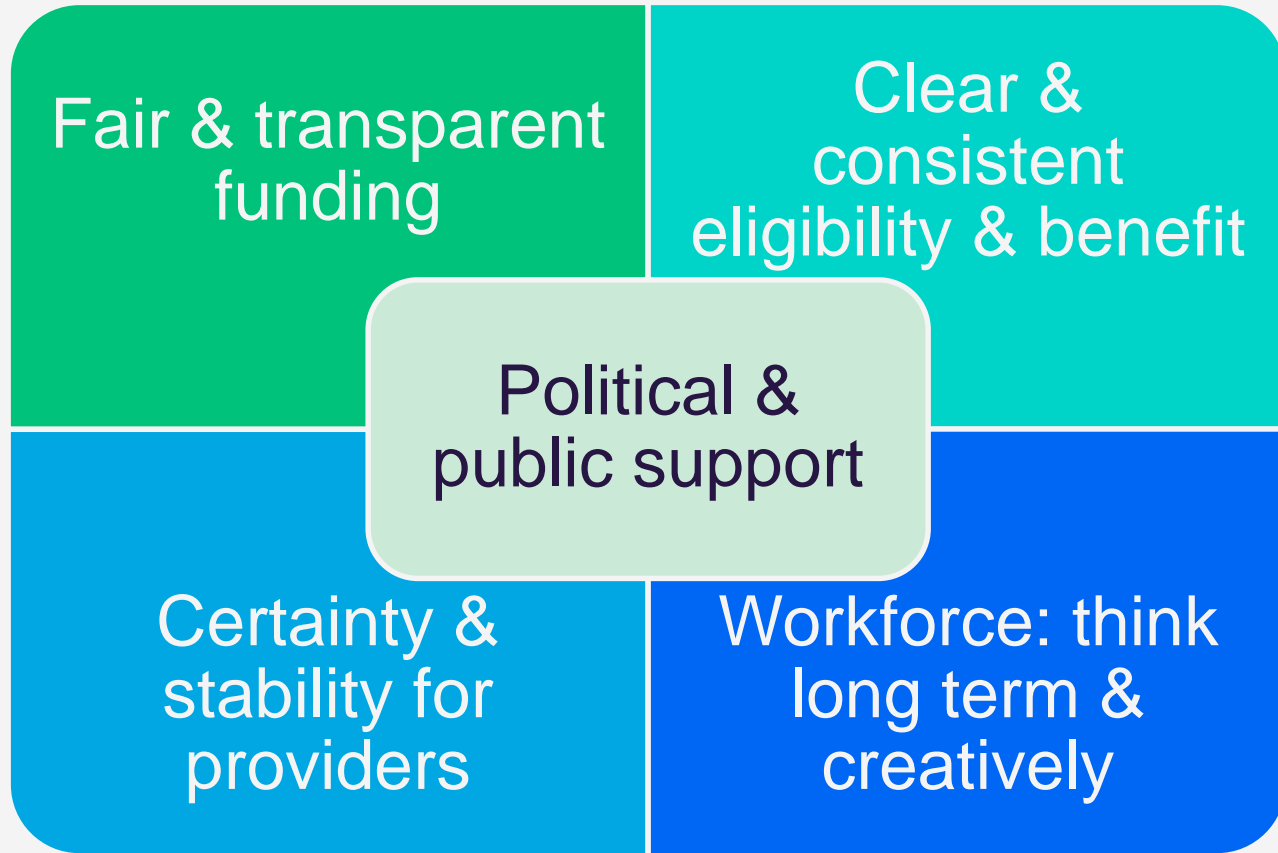 Fair & transparent
funding
Clear &
consistent
eligibility & benefit
Political &
public support
Certainty &
stability for
providers
Workforce: think
long term &
creatively